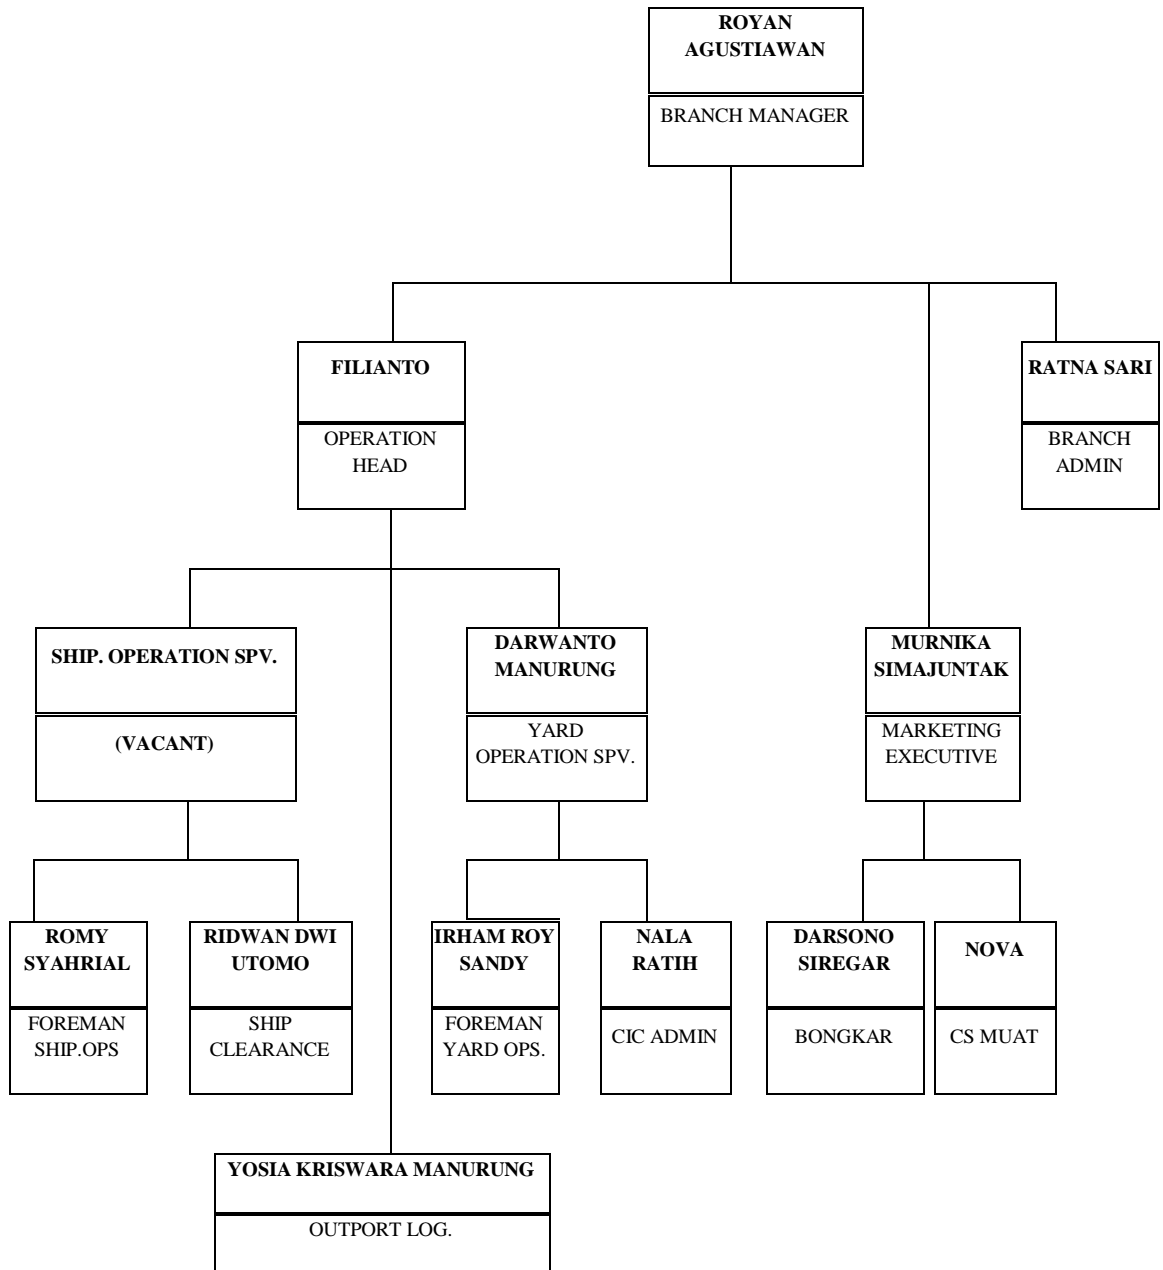 ROYAN
AGUSTIAWAN
BRANCH MANAGER
FILIANTO
OPERATION
HEAD
RATNA SARI
BRANCH
ADMIN
SHIP. OPERATION SPV.
(VACANT)
DARWANTO
MANURUNG
YARD
OPERATION SPV.
MURNIKA
SIMAJUNTAK
MARKETING
EXECUTIVE
ROMY
SYAHRIAL
FOREMAN
SHIP.OPS
RIDWAN DWI
UTOMO
SHIP
CLEARANCE
IRHAM ROY
SANDY
FOREMAN
YARD OPS.
NALA
RATIH
CIC ADMIN
DARSONO
SIREGAR
BONGKAR
NOVA
CS MUAT
YOSIA KRISWARA MANURUNG
OUTPORT LOG.